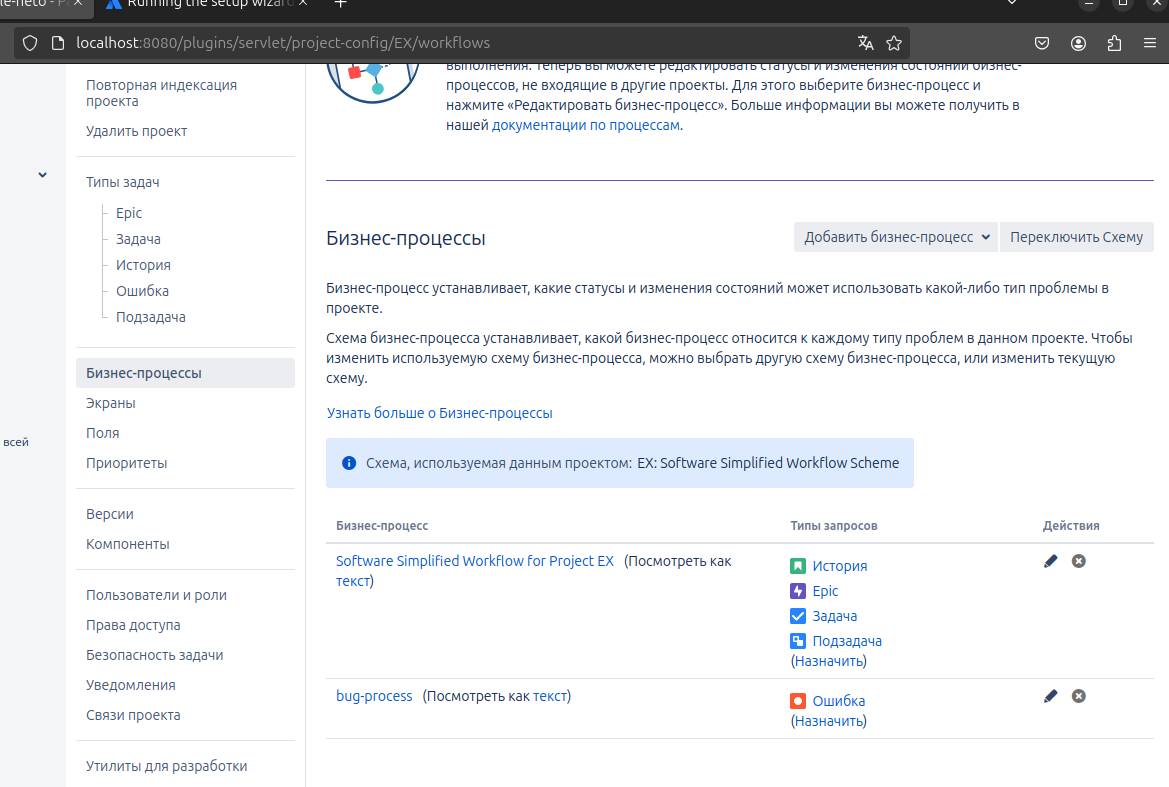 Running the setup wizard
localhost:8080/plugins/servlet/project-config/EX/workflows
Повторная индексация
проекта
Удалить проект
Типы задач
Epic
Задача
История
Ошибка
Подзадача
Бизнес-процессы
Экраны
Поля
Приоритеты
Версии
Компоненты
Пользователи и роли
Права доступа
Безопасность задачи
Уведомления
Связи проекта
Утилиты для разработки
всей
выполнения. Теперь вы можете редактировать статусы и изменения состояний бизнес-
процессов, не входящие в другие проекты. Для этого выберите бизнес-процесс и
нажмите «Редактировать бизнес-процесс». Больше информации вы можете получить в
нашей документации по процессам.
Бизнес-процессы
Добавить бизнес-процесс
Переключить Схему
Бизнес-процесс устанавливает, какие статусы и изменения состояний может использовать какой-либо тип проблемы в
проекте.
Схема бизнес-процесса устанавливает, какой бизнес-процесс относится к каждому типу проблем в данном проекте. Чтобы
изменить используемую схему бизнес-процесса, можно выбрать другую схему бизнес-процесса, или изменить текущую
схему.
Узнать больше о Бизнес-процессы
Схема, используемая данным проектом: EX: Software Simplified Workflow Scheme
Бизнес-процесс Типы запросов Действия
Software Simplified Workflow for Project EX (Посмотреть как
текст)
История
Epic
Задача
Подзадача
(Назначить)
bug-process (Посмотреть как текст)
Ошибка
(Назначить)